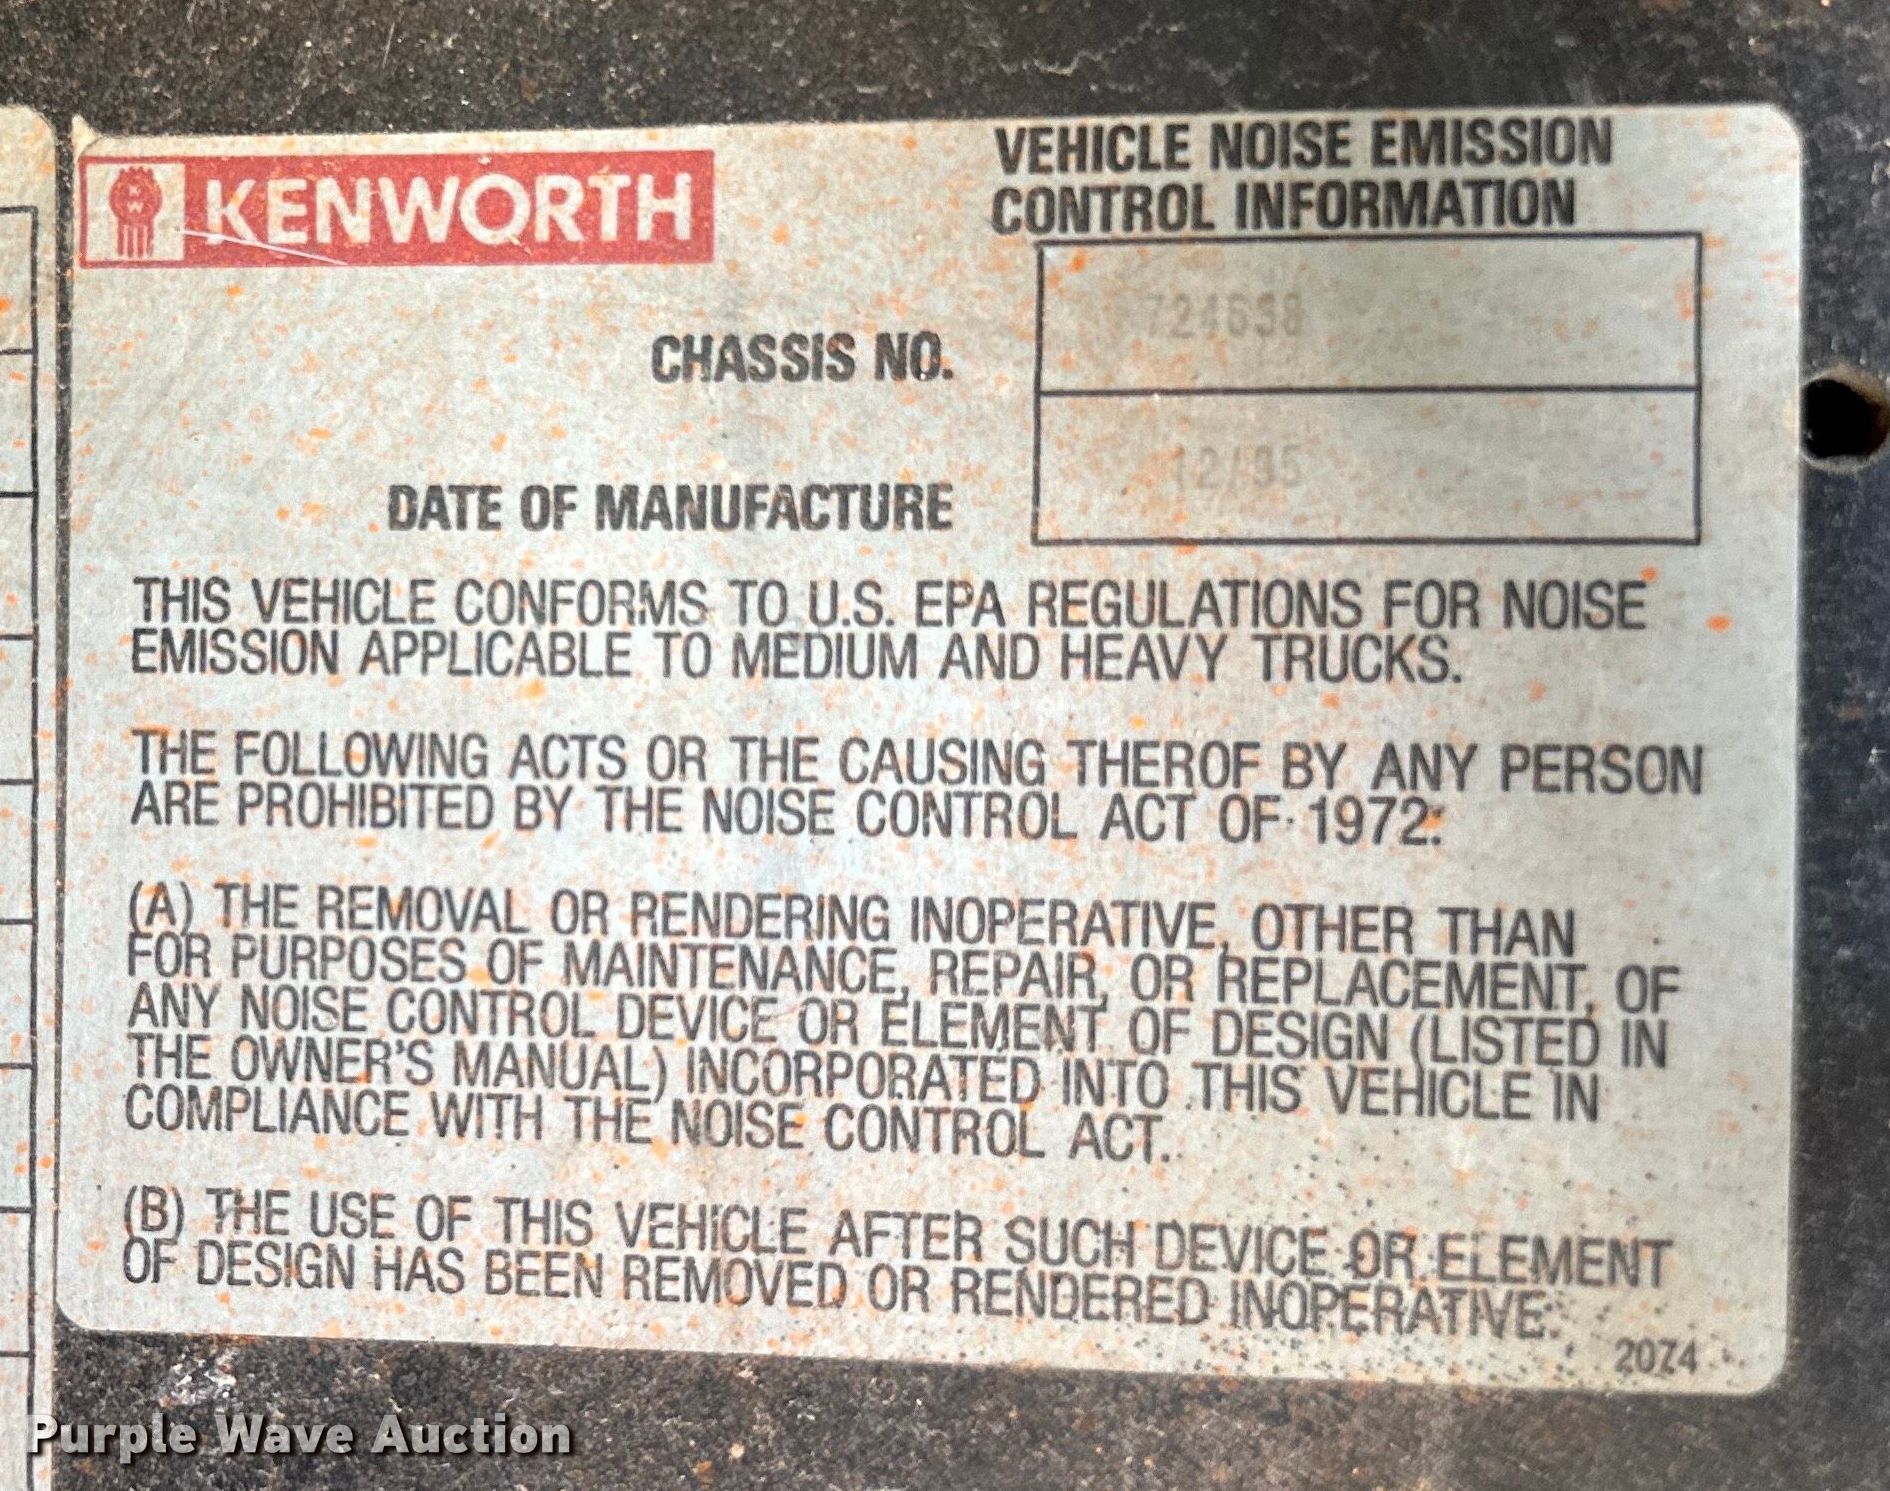 KENWORTH
VEHICLE NOISE EMISSION
CONTROL INFORMATION
CHASSIS NO.
724638
DATE OF MANUFACTURE
12/95
THIS VEHICLE CONFORMS TO U.S. EPA REGULATIONS FOR NOISE
EMISSION APPLICABLE TO MEDIUM AND HEAVY TRUCKS.
THE FOLLOWING ACTS OR THE CAUSING THEROF BY ANY PERSON
ARE PROHIBITED BY THE NOISE CONTROL ACT OF 1972:
(A) THE REMOVAL OR RENDERING INOPERATIVE, OTHER THAN
FOR PURPOSES OF MAINTENANCE, REPAIR, OR REPLACEMENT, OF
ANY NOISE CONTROL DEVICE OR ELEMENT OF DESIGN (LISTED IN
THE OWNER'S MANUAL) INCORPORATED INTO THIS VEHICLE IN
COMPLIANCE WITH THE NOISE CONTROL ACT.
(B) THE USE OF THIS VEHICLE AFTER SUCH DEVICE OR ELEMENT
OF DESIGN HAS BEEN REMOVED OR RENDERED INOPERATIVE.
2074
Purple Wave Auction